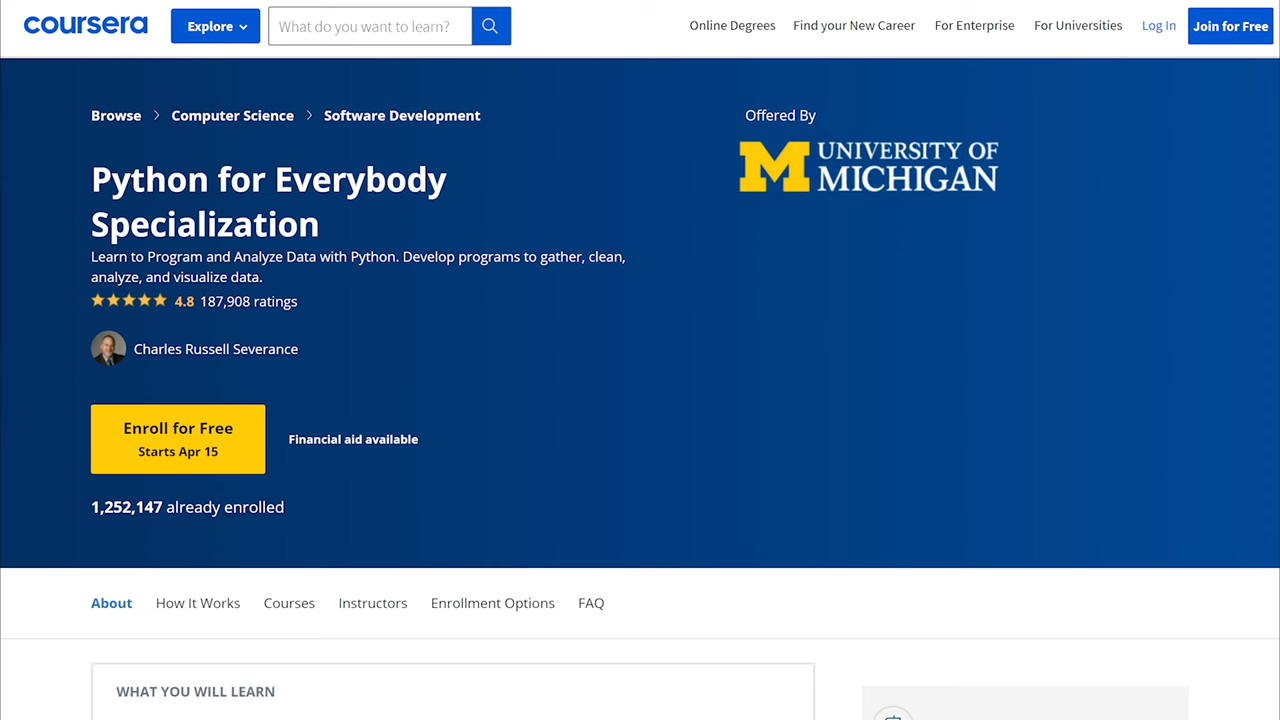 coursera
Explore
What do you want to learn?
Online Degrees
Find your New Career
For Enterprise
For Universities
Log In
Join for Free
Browse > Computer Science > Software Development
Offered By
M UNIVERSITY OF
MICHIGAN
Python for Everybody
Specialization
Learn to Program and Analyze Data with Python. Develop programs to gather, clean,
analyze, and visualize data.
4.8 187,908 ratings
Charles Russell Severance
Enroll for Free
Starts Apr 15
Financial aid available
1,252,147 already enrolled
About
How It Works
Courses
Instructors
Enrollment Options
FAQ
WHAT YOU WILL LEARN